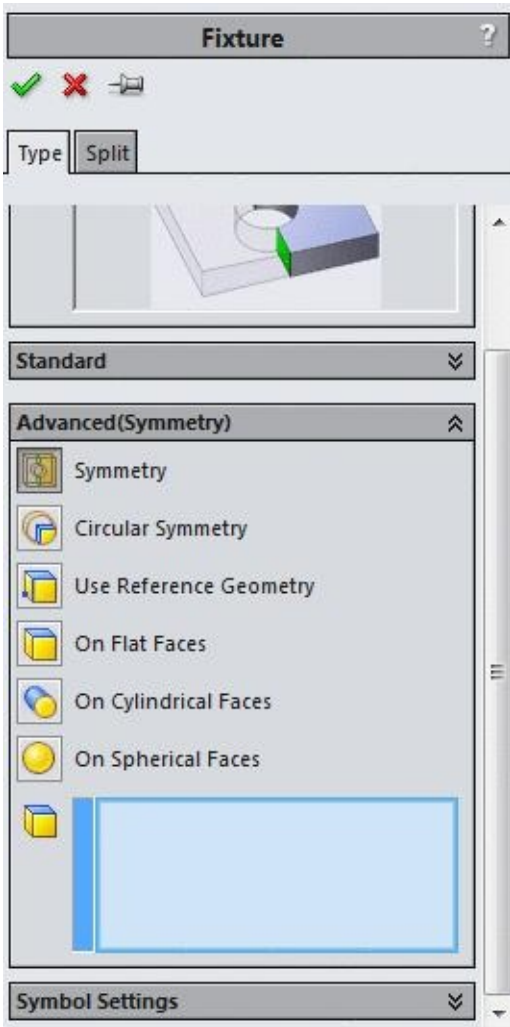 Fixture ?
Type Split
Standard
Advanced(Symmetry)
Symmetry
Circular Symmetry
Use Reference Geometry
On Flat Faces
On Cylindrical Faces
On Spherical Faces
Symbol Settings